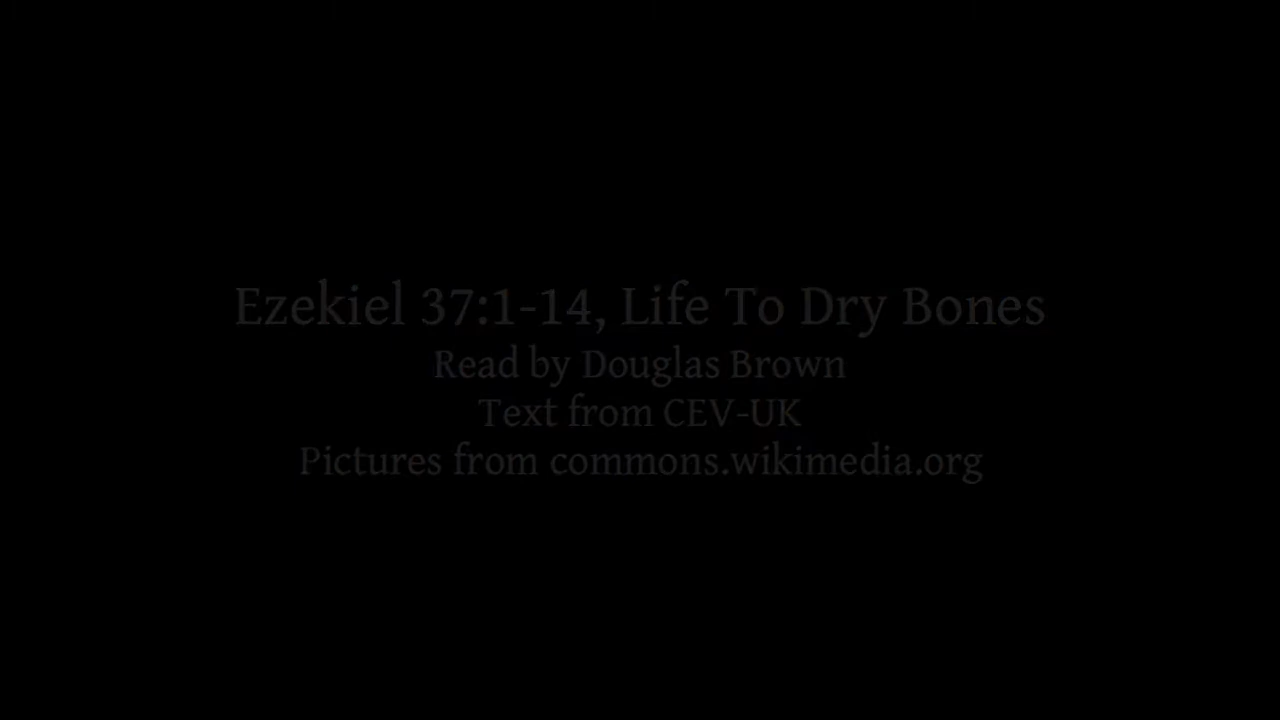 Ezekiel 37:1-14, Life To Dry Bones
Read by Douglas Brown
Text from CEV-UK
Pictures from commons.wikimedia.org